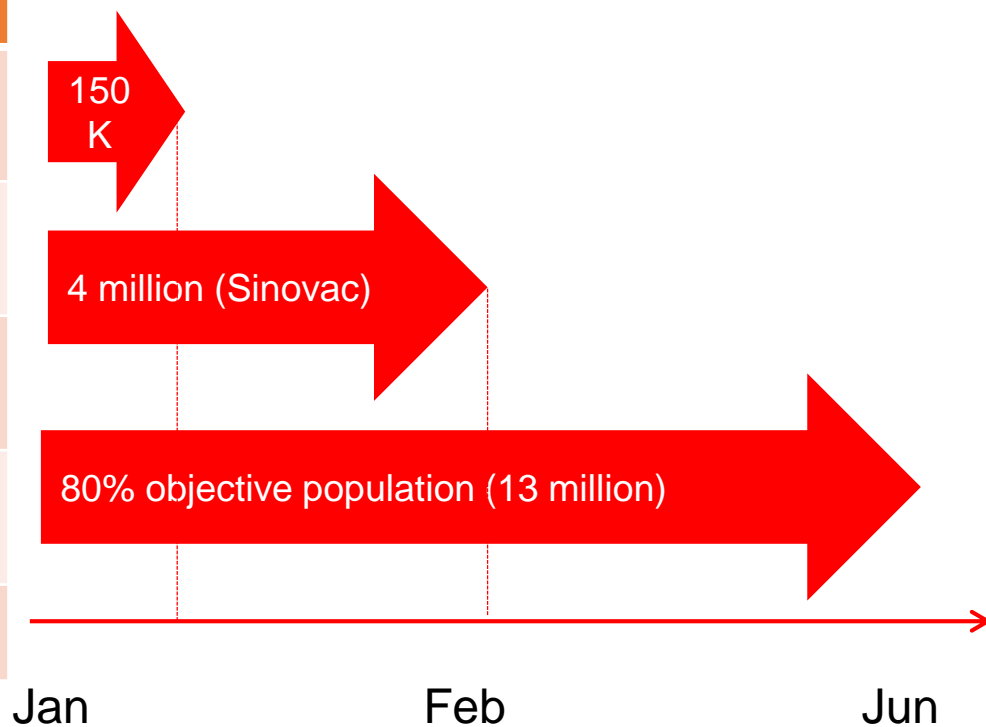 150
K
4 million (Sinovac)
80% objective population (13 million)
Jan Feb Jun